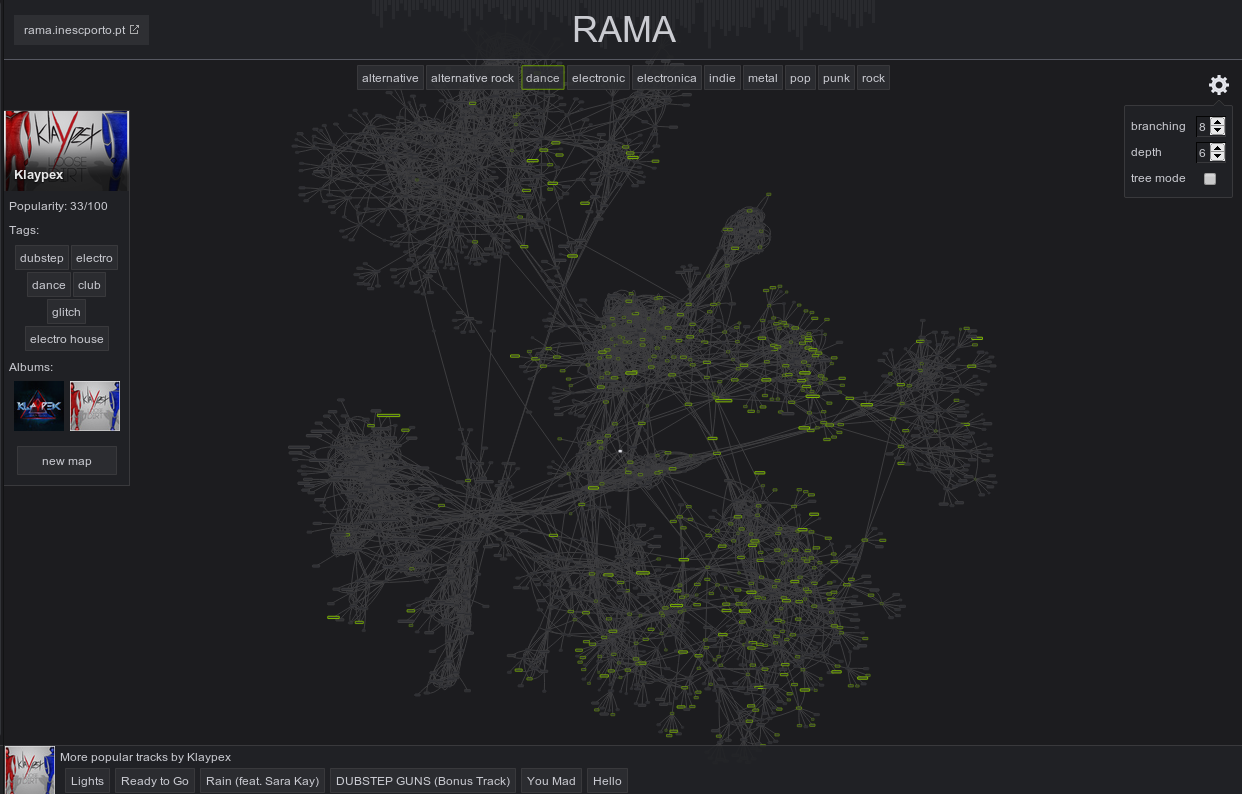 rama.inescporto.pt
RAMA
alternative alternative rock dance electronic electronica indie metal pop punk rock
branching 8
depth 6
tree mode
KLAYPEX
LOOSE
Klaypex
Popularity: 33/100
Tags:
dubstep electro
dance club
glitch
electro house
Albums:
new map
More popular tracks by Klaypex
Lights Ready to Go Rain (feat. Sara Kay) DUBSTEP GUNS (Bonus Track) You Mad Hello